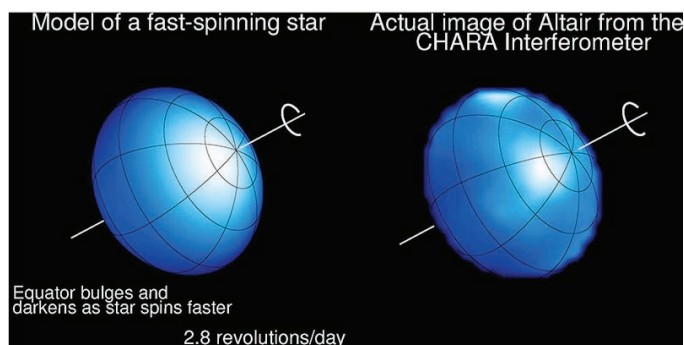 Model of a fast-spinning star
Actual image of Altair from the
CHARA Interferometer
Equator bulges and
darkens as star spins faster
2.8 revolutions/day